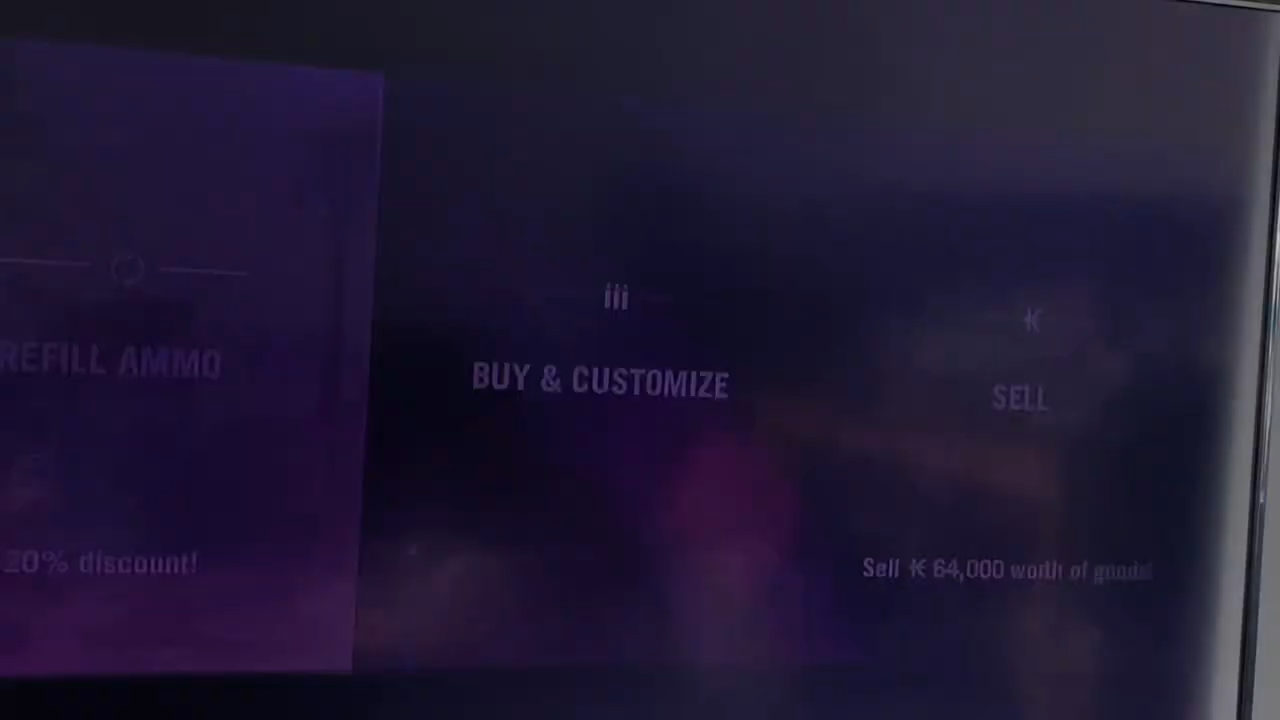 REFILL AMMO
20% discount!
BUY & CUSTOMIZE
SELL
Sell 64,000 worth of goods!